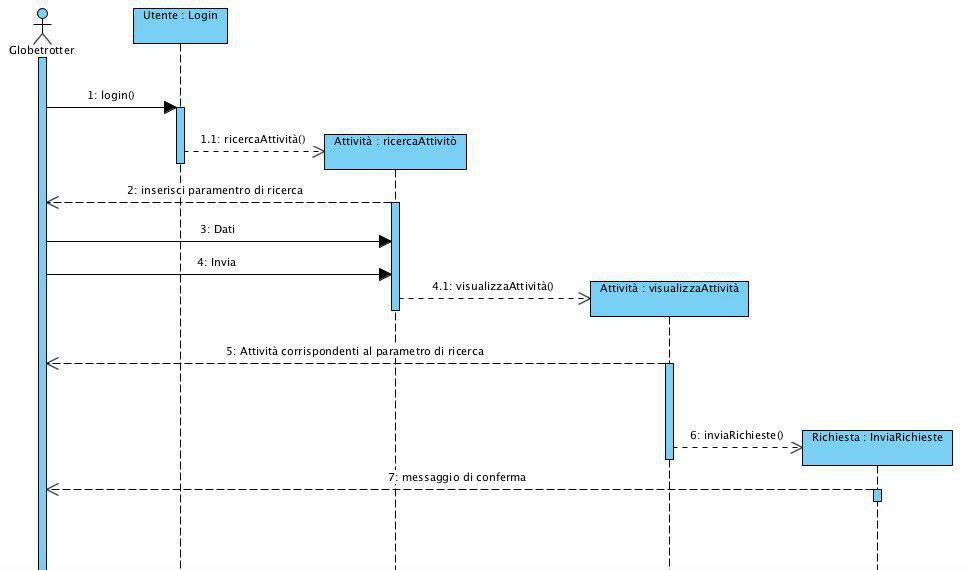 Utente : Login
Globetrotter
1: login()
1.1: ricercaAttività()
Attività : ricercaAttivitò
2: inserisci paramentro di ricerca
3: Dati
4: Invia
4.1: visualizzaAttività()
Attività : visualizzaAttività
5: Attività corrispondenti al parametro di ricerca
6: inviaRichieste()
Richiesta : InviaRichieste
7: messaggio di conferma